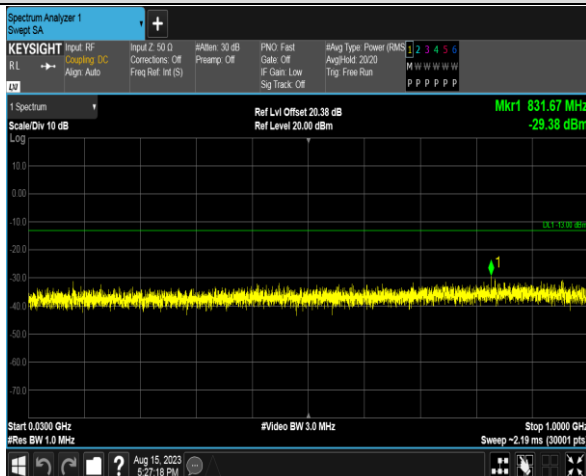 Spectrum Analyzer 1
Swept SA
+
KEYSIGHT Input: RF Input Z: 50 Ω #Atten: 30 dB PNO: Fast #Avg Type: Power (RMS 1 2 3 4 5 6
RL Coupling: DC Corrections: Off Preamp: Off Gate: Off Avg|Hold: 20/20 M W W W W W
Align: Auto Freq Ref: Int (S) IF Gain: Low Trig: Free Run
Sig Track: Off P P P P P P
LXI
1 Spectrum Ref Lvl Offset 20.38 dB Mkr1 831.67 MHz
Scale/Div 10 dB Ref Level 20.00 dBm -29.38 dBm
Log
10.0
0.00
-10.0
DL1 -13.00 dBm
-20.0
1
-30.0
-40.0
-50.0
-60.0
-70.0
Start 0.0300 GHz #Video BW 3.0 MHz Stop 1.0000 GHz
#Res BW 1.0 MHz Sweep ~2.19 ms (30001 pts
? Aug 15, 2023
5:27:18 PM